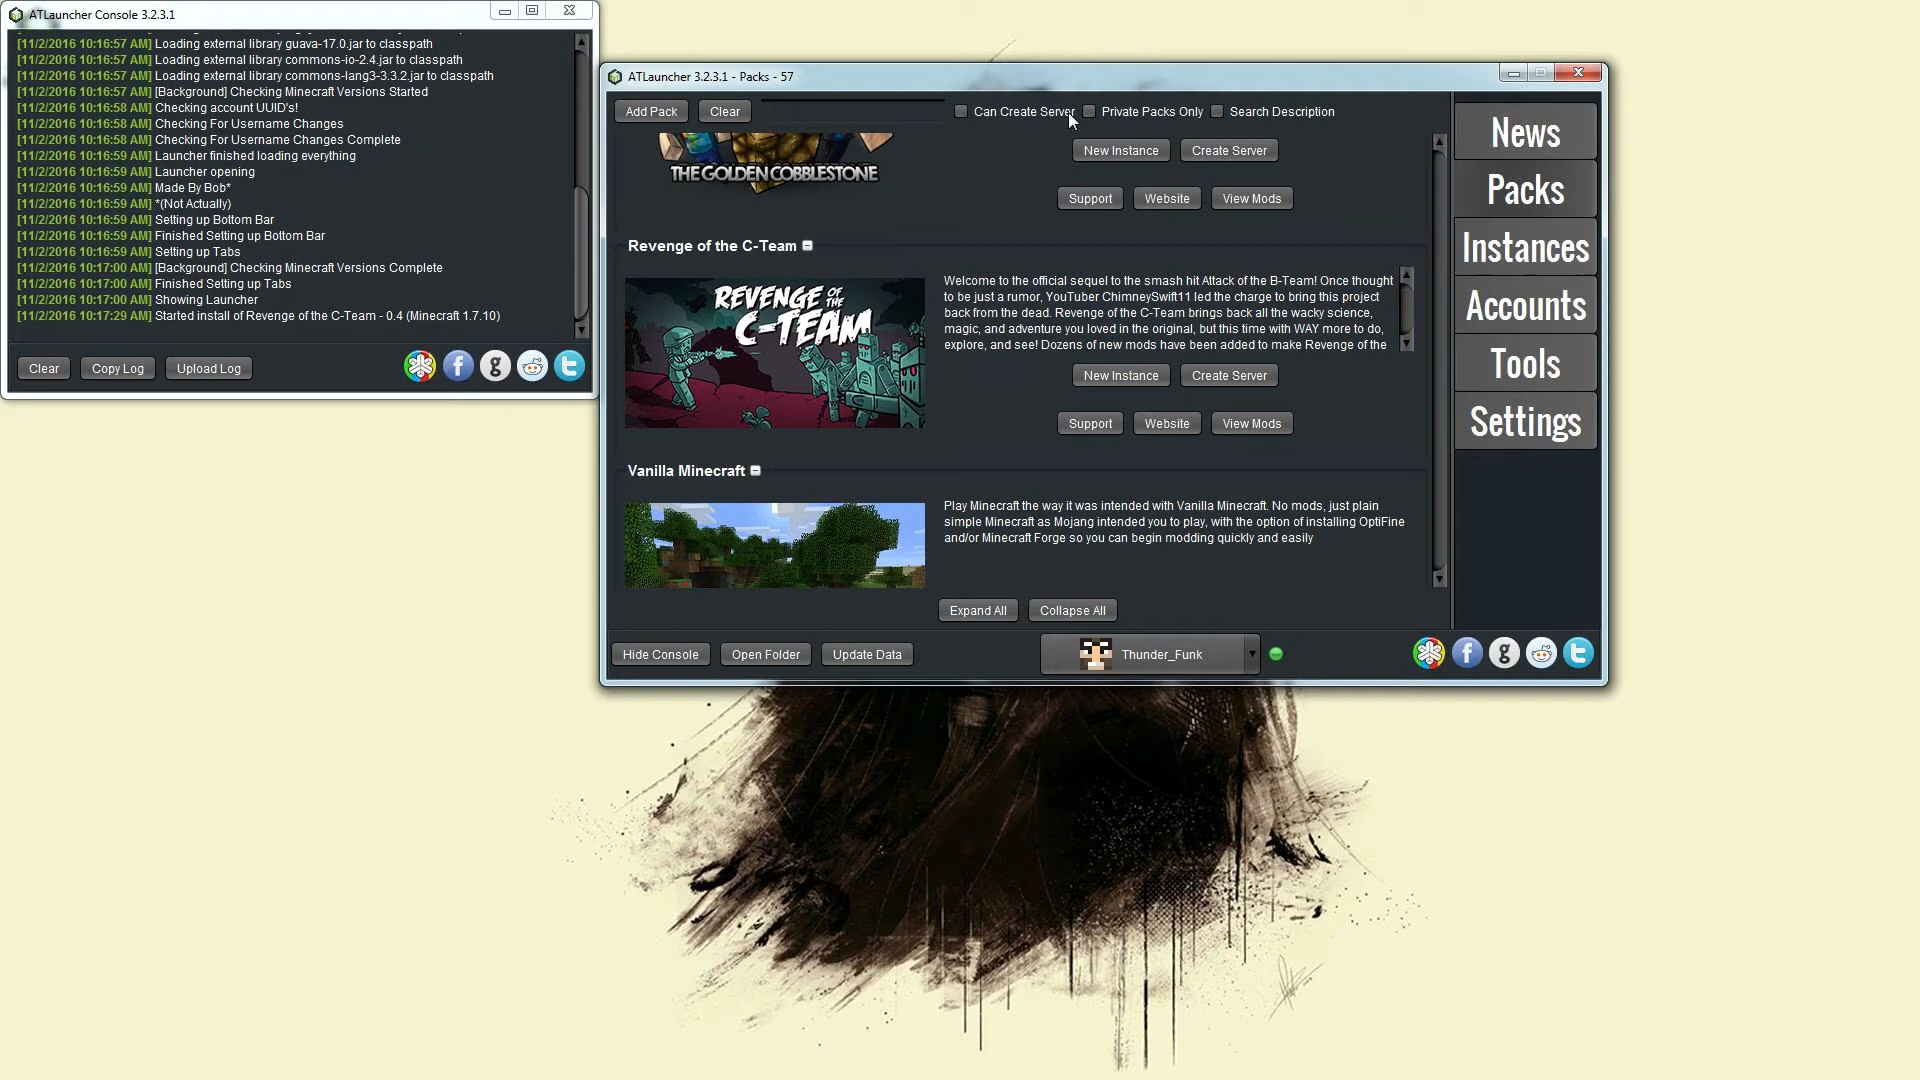 ATLauncher Console 3.2.3.1
[11/2/2016 10:16:57 AM] Loading external library guava-17.0.jar to classpath
[11/2/2016 10:16:57 AM] Loading external library commons-io-2.4.jar to classpath
[11/2/2016 10:16:57 AM] Loading external library commons-lang3-3.3.2.jar to classpath
[11/2/2016 10:16:57 AM] [Background] Checking Minecraft Versions Started
[11/2/2016 10:16:58 AM] Checking account UUID's!
[11/2/2016 10:16:58 AM] Checking For Username Changes
[11/2/2016 10:16:58 AM] Checking For Username Changes Complete
[11/2/2016 10:16:59 AM] Launcher finished loading everything
[11/2/2016 10:16:59 AM] Launcher opening
[11/2/2016 10:16:59 AM] Made By Bob*
[11/2/2016 10:16:59 AM] *(Not Actually)
[11/2/2016 10:16:59 AM] Setting up Bottom Bar
[11/2/2016 10:16:59 AM] Finished Setting up Bottom Bar
[11/2/2016 10:16:59 AM] Setting up Tabs
[11/2/2016 10:17:00 AM] [Background] Checking Minecraft Versions Complete
[11/2/2016 10:17:00 AM] Finished Setting up Tabs
[11/2/2016 10:17:00 AM] Showing Launcher
[11/2/2016 10:17:29 AM] Started install of Revenge of the C-Team - 0.4 (Minecraft 1.7.10)
Clear Copy Log Upload Log
ATLauncher 3.2.3.1 - Packs - 57
Add Pack Clear Can Create Server Private Packs Only Search Description
THE GOLDEN COBBLESTONE
New Instance Create Server
Support Website View Mods
Revenge of the C-Team
REVENGE OF THE
C-TEAM
Welcome to the official sequel to the smash hit Attack of the B-Team! Once thought
to be just a rumor, YouTuber ChimneySwift11 led the charge to bring this project
back from the dead. Revenge of the C-Team brings back all the wacky science,
magic, and adventure you loved in the original, but this time with WAY more to do,
explore, and see! Dozens of new mods have been added to make Revenge of the
New Instance Create Server
Support Website View Mods
Vanilla Minecraft
Play Minecraft the way it was intended with Vanilla Minecraft. No mods, just plain
simple Minecraft as Mojang intended you to play, with the option of installing OptiFine
and/or Minecraft Forge so you can begin modding quickly and easily
Expand All Collapse All
Hide Console Open Folder Update Data Thunder_Funk
News
Packs
Instances
Accounts
Tools
Settings